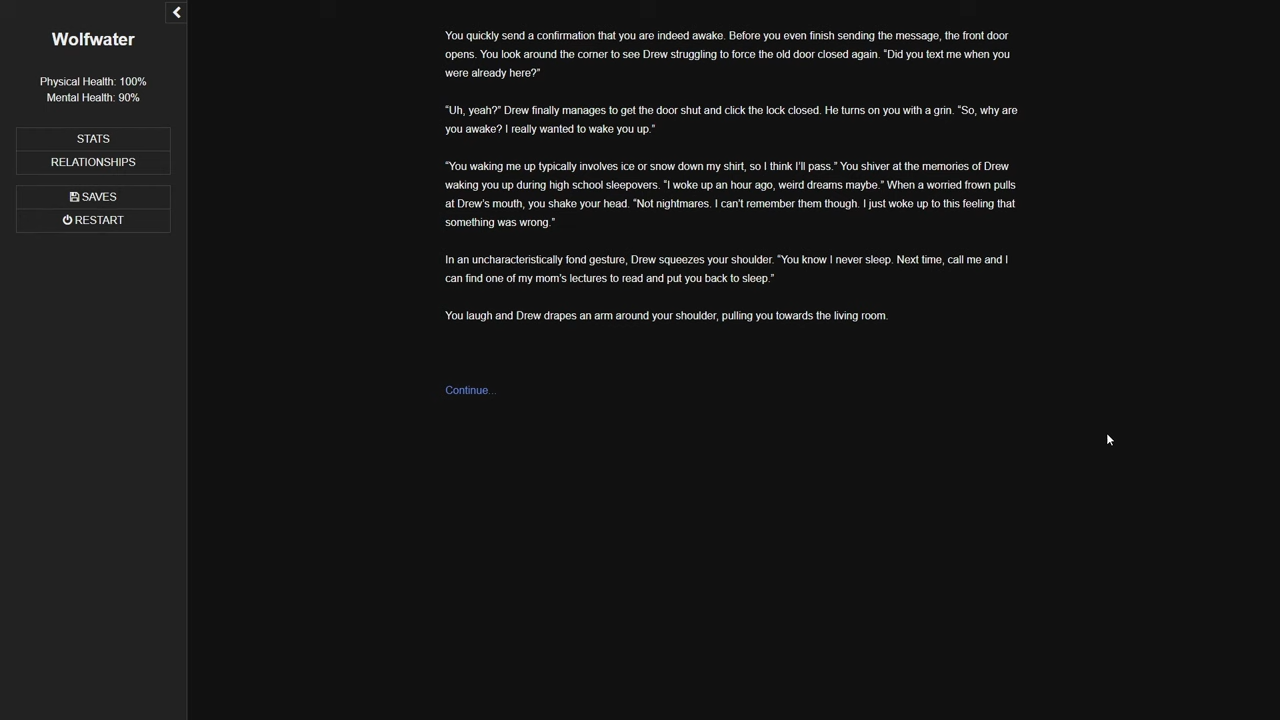 Wolfwater
Physical Health: 100%
Mental Health: 90%
STATS
RELATIONSHIPS
SAVES
RESTART
You quickly send a confirmation that you are indeed awake. Before you even finish sending the message, the front door
opens. You look around the corner to see Drew struggling to force the old door closed again. “Did you text me when you
were already here?”
“Uh, yeah?” Drew finally manages to get the door shut and click the lock closed. He turns on you with a grin. “So, why are
you awake? I really wanted to wake you up.”
“You waking me up typically involves ice or snow down my shirt, so I think I’ll pass.” You shiver at the memories of Drew
waking you up during high school sleepovers. “I woke up an hour ago, weird dreams maybe.” When a worried frown pulls
at Drew’s mouth, you shake your head. “Not nightmares. I can’t remember them though. I just woke up to this feeling that
something was wrong.”
In an uncharacteristically fond gesture, Drew squeezes your shoulder. “You know I never sleep. Next time, call me and I
can find one of my mom’s lectures to read and put you back to sleep.”
You laugh and Drew drapes an arm around your shoulder, pulling you towards the living room.
Continue...